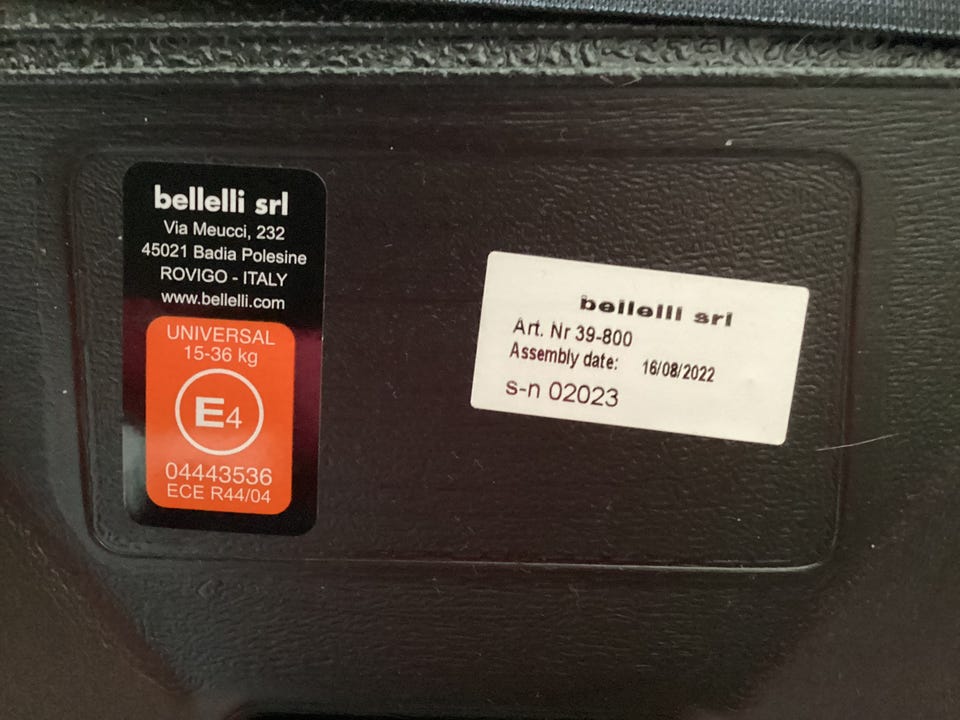 bellelli srl
Via Meucci, 232
45021 Badia Polesine
ROVIGO - ITALY
www.bellelli.com
UNIVERSAL
15-36 kg
E4
04443536
ECE R44/04
bellelli srl
Art. Nr 39-800
Assembly date: 16/08/2022
s-n 02023